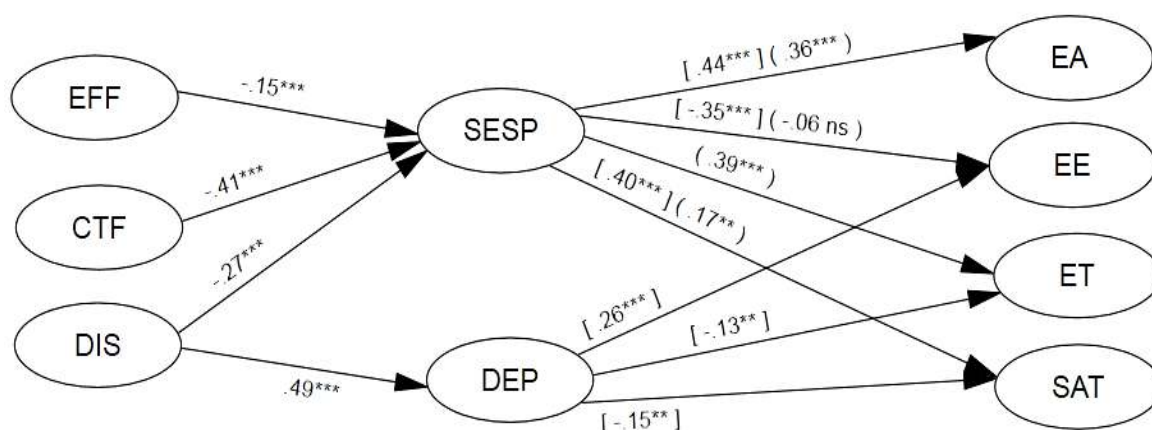 EFF
CTF
DIS
-.15***
-.41***
-.27***
.49***
SESP
DEP
[ .44***] ( .36***)
[ -.35***] ( -.06 ns)
( .39***)
[ .40***] ( .17**)
[ .26***]
[ -.13**]
[ -.15**]
EA
EE
ET
SAT